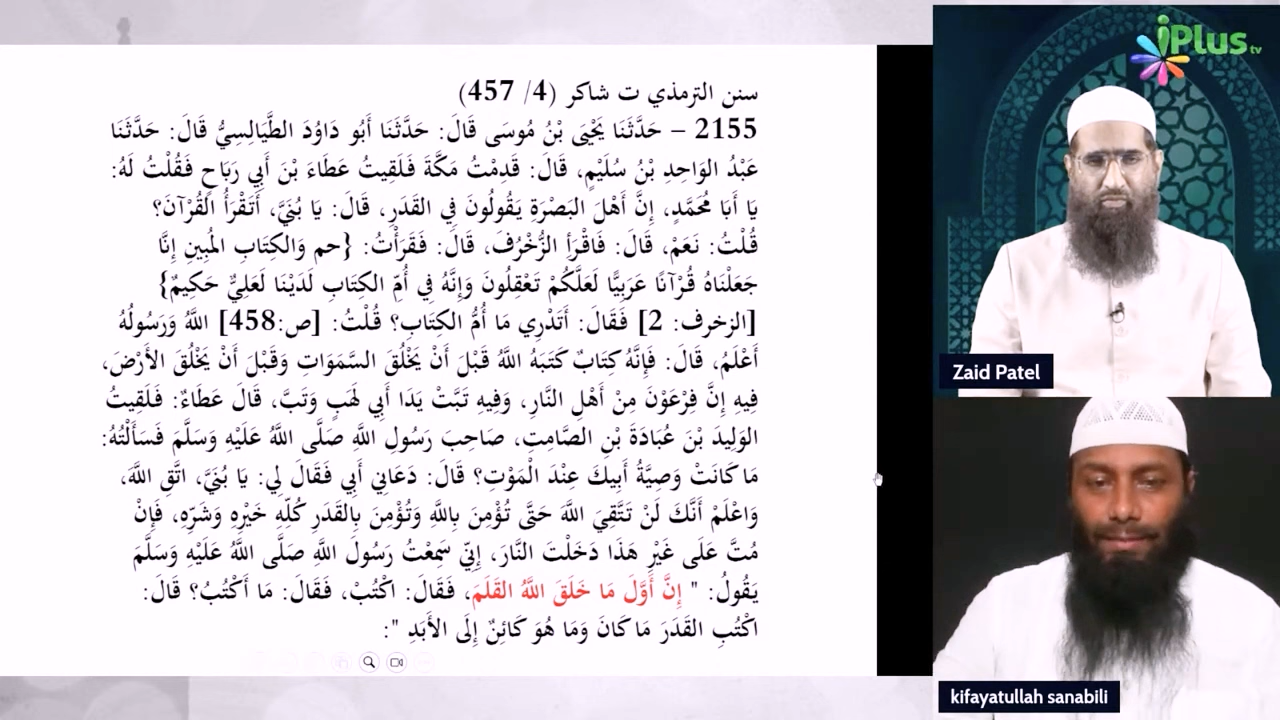 سنن الترمذي ت شاكر (4/ 457)
2155 – حَدَّثَنَا يَحْيَى بْنُ مُوسَى قَالَ: حَدَّثَنَا أَبُو دَاوُدَ الطَّيَالِسِيُّ قَالَ: حَدَّثَنَا
عَبْدُ الوَاحِدِ بْنُ سُلَيْمٍ، قَالَ: قَدِمْتُ مَكَّةَ فَلَقِيتُ عَطَاءَ بْنَ أَبِي رَبَاحٍ فَقُلْتُ لَهُ:
يَا أَبَا مُحَمَّدٍ، إِنَّ أَهْلَ البَصْرَةِ يَقُولُونَ فِي القَدَرِ، قَالَ: يَا بُنَيَّ، أَتَقْرَأُ القُرْآنَ؟
قُلْتُ: نَعَمْ، قَالَ: فَاقْرَأِ الزُّخْرُفَ، قَالَ: فَقَرَأْتُ: {حم وَالكِتَابِ المُبِينِ إِنَّا
جَعَلْنَاهُ قُرْآنًا عَرَبِيًّا لَعَلَّكُمْ تَعْقِلُونَ وَإِنَّهُ فِي أُمِّ الكِتَابِ لَدَيْنَا لَعَلِيٌّ حَكِيمٌ}
[الزخرف: 2] فَقَالَ: أَتَدْرِي مَا أُمُّ الكِتَابِ؟ قُلْتُ: [ص:458] اللَّهُ وَرَسُولُهُ
أَعْلَمُ، قَالَ: فَإِنَّهُ كِتَابٌ كَتَبَهُ اللَّهُ قَبْلَ أَنْ يَخْلُقَ السَّمَوَاتِ وَقَبْلَ أَنْ يَخْلُقَ الأَرْضَ،
فِيهِ إِنَّ فِرْعَوْنَ مِنْ أَهْلِ النَّارِ، وَفِيهِ تَبَّتْ يَدَا أَبِي لَهَبٍ وَتَبَّ، قَالَ عَطَاءٌ: فَلَقِيتُ
الوَلِيدَ بْنَ عُبَادَةَ بْنِ الصَّامِتِ، صَاحِبَ رَسُولِ اللَّهِ صَلَّى اللَّهُ عَلَيْهِ وَسَلَّمَ فَسَأَلْتُهُ:
مَا كَانَتْ وَصِيَّةُ أَبِيكَ عِنْدَ الْمَوْتِ؟ قَالَ: دَعَانِي أَبِي فَقَالَ لِي: يَا بُنَيَّ، اتَّقِ اللَّهَ،
وَاعْلَمْ أَنَّكَ لَنْ تَتَّقِيَ اللَّهَ حَتَّى تُؤْمِنَ بِاللَّهِ وَتُؤْمِنَ بِالقَدَرِ كُلِّهِ خَيْرِهِ وَشَرِّهِ، فَإِنْ
مُتَّ عَلَى غَيْرِ هَذَا دَخَلْتَ النَّارَ، إِنِّي سَمِعْتُ رَسُولَ اللَّهِ صَلَّى اللَّهُ عَلَيْهِ وَسَلَّمَ
يَقُولُ: " إِنَّ أَوَّلَ مَا خَلَقَ اللَّهُ القَلَمَ، فَقَالَ: اكْتُبْ، فَقَالَ: مَا أَكْتُبُ؟ قَالَ:
اكْتُبِ القَدَرَ مَا كَانَ وَمَا هُوَ كَائِنٌ إِلَى الأَبَدِ ":
iPlus tv
Zaid Patel
kifayatullah sanabili